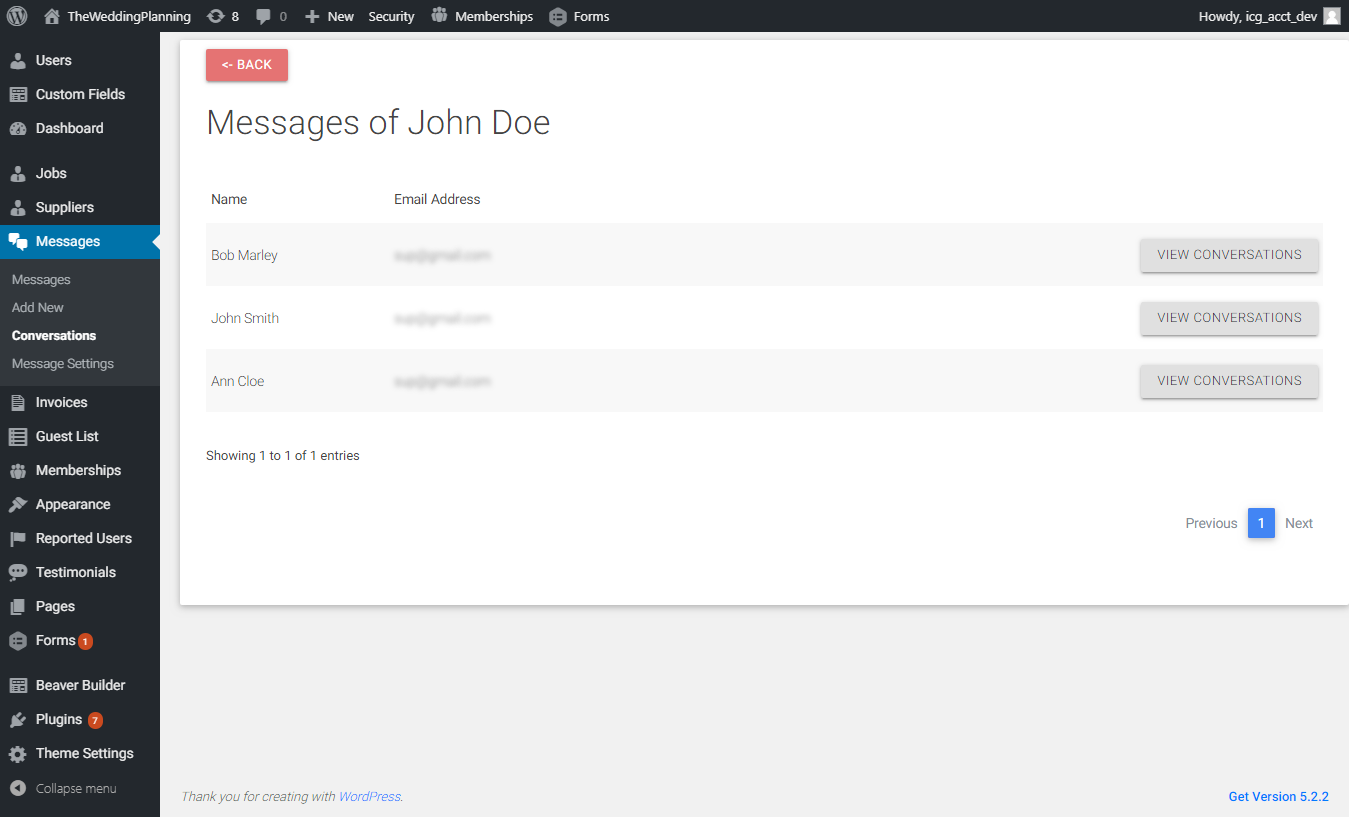 TheWeddingPlanning 8 0 New Security Memberships Forms Howdy, icg_acct_dev
Users
Custom Fields
Dashboard
Jobs
Suppliers
Messages
Messages
Add New
Conversations
Message Settings
Invoices
Guest List
Memberships
Appearance
Reported Users
Testimonials
Pages
Forms 1
Beaver Builder
Plugins 7
Theme Settings
Collapse menu
<- BACK
Messages of John Doe
Name Email Address
Bob Marley VIEW CONVERSATIONS
John Smith VIEW CONVERSATIONS
Ann Cloe VIEW CONVERSATIONS
Showing 1 to 1 of 1 entries
Previous 1 Next
Thank you for creating with WordPress. Get Version 5.2.2